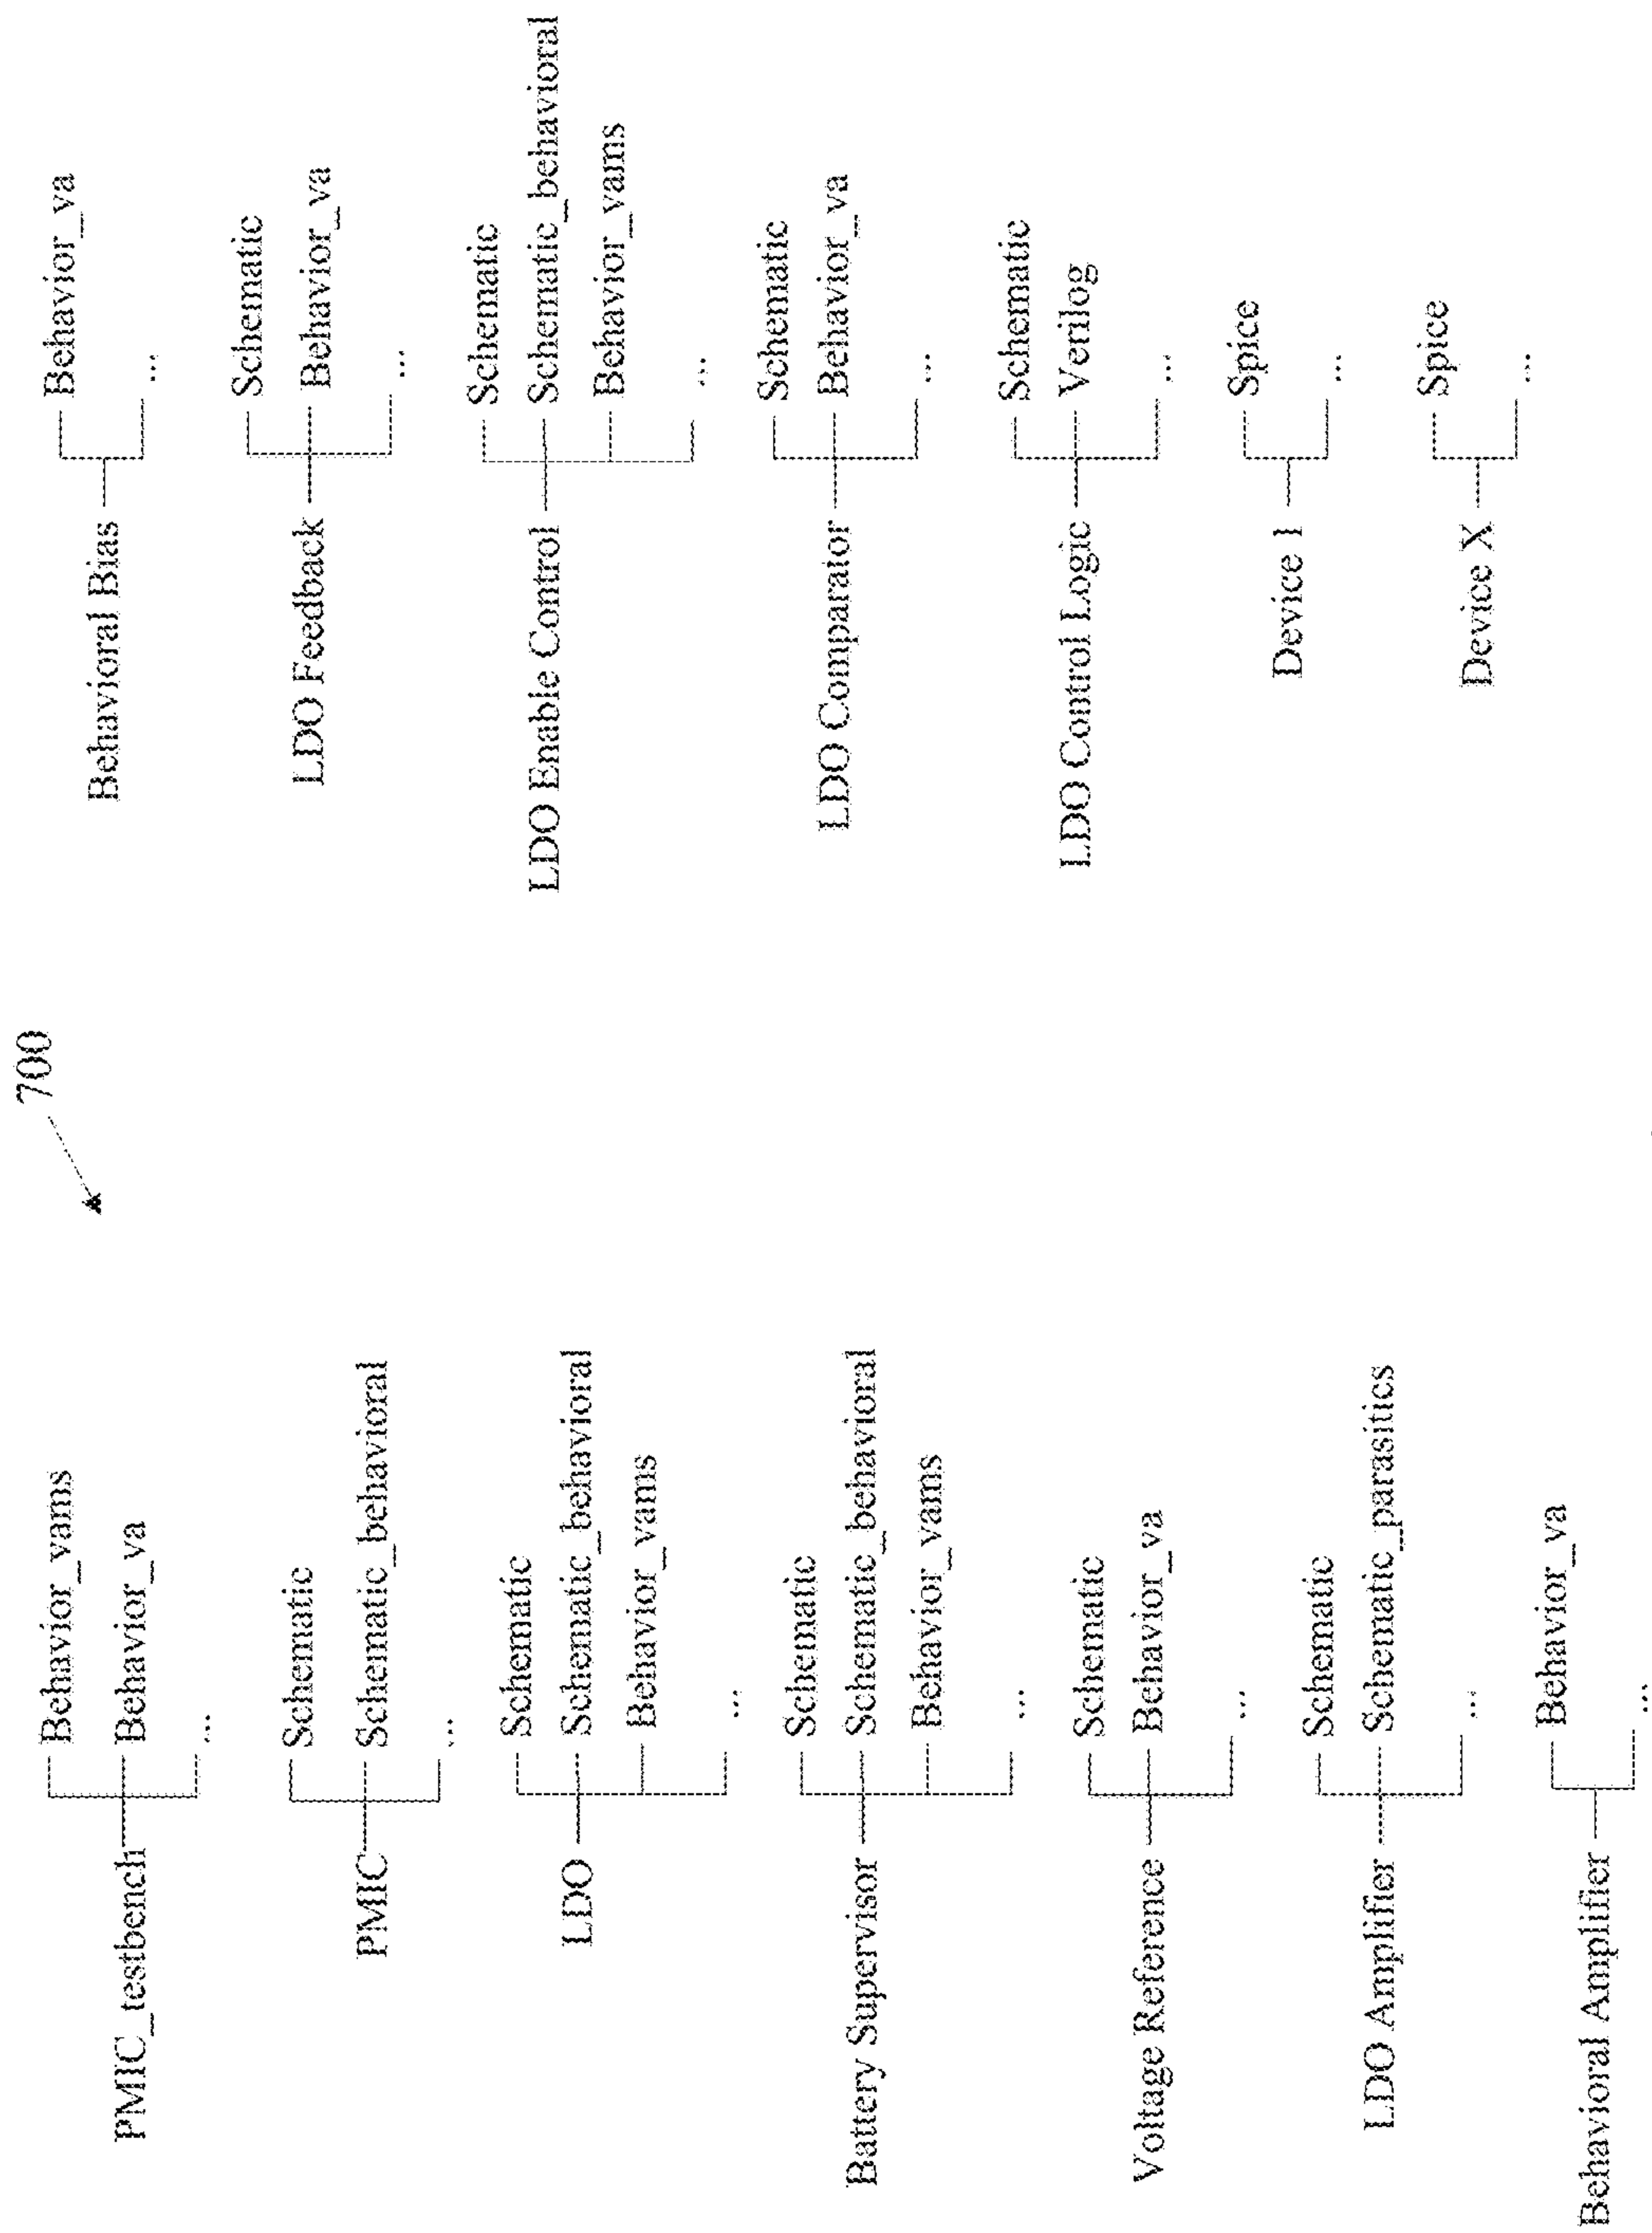 700
Behavior_vams
PMIC_testbench
Behavior_va
...
Schematic
PMIC
Schematic_behavioral
...
Schematic
LDO
Schematic_behavioral
Behavior_vams
...
Schematic
Battery Supervisor
Schematic_behavioral
Behavior_vams
...
Schematic
Voltage Reference
Behavior_va
...
Schematic
LDO Amplifier
Schematic_parasitics
...
Behavior_va
Behavioral Amplifier
...
Behavior_va
Behavioral Bias
...
Schematic
LDO Feedback
Behavior_va
...
Schematic
LDO Enable Control
Schematic_behavioral
Behavior_vams
...
Schematic
LDO Comparator
Behavior_va
...
Schematic
LDO Control Logic
Verilog
...
Spice
Device 1
...
Spice
Device X
...